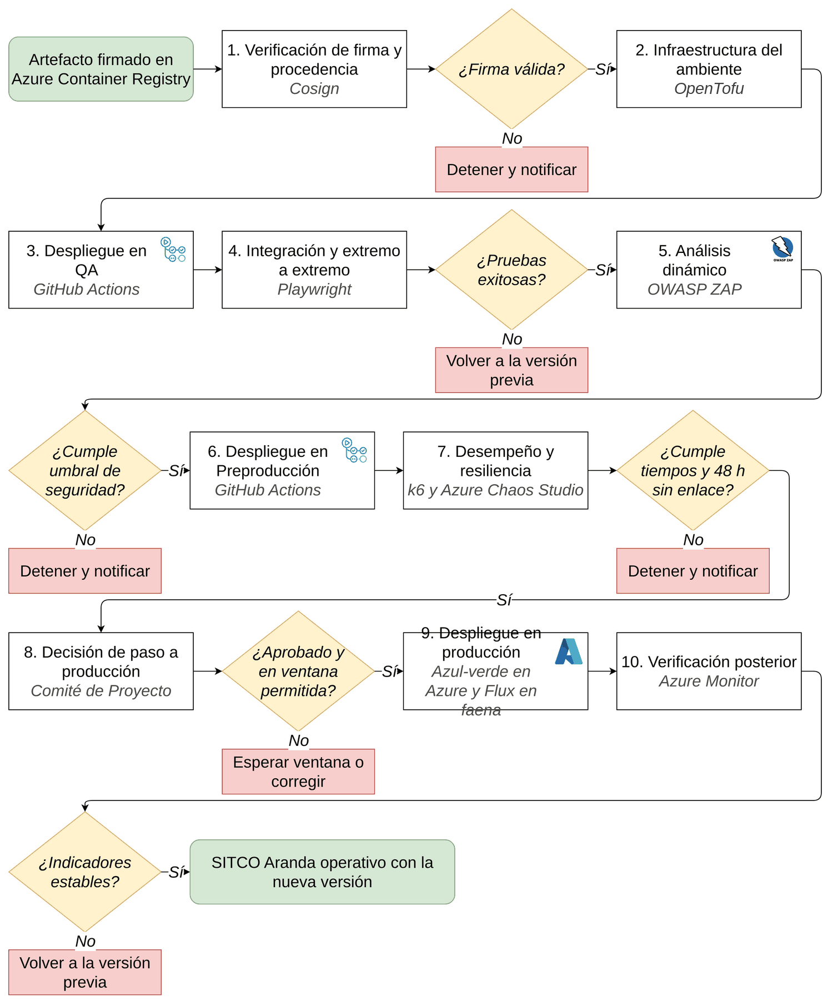 Artefacto firmado en
Azure Container Registry
1. Verificación de firma y
procedencia
Cosign
¿Firma válida?
Sí
2. Infraestructura del
ambiente
OpenTofu
No
Detener y notificar
3. Despliegue en
QA
GitHub Actions
4. Integración y extremo
a extremo
Playwright
¿Pruebas
exitosas?
Sí
5. Análisis
dinámico
OWASP ZAP
OWASP ZAP
No
Volver a la versión
previa
¿Cumple
umbral de
seguridad?
Sí
6. Despliegue en
Preproducción
GitHub Actions
7. Desempeño y
resiliencia
k6 y Azure Chaos Studio
¿Cumple
tiempos y 48 h
sin enlace?
No
Detener y notificar
No
Detener y notificar
Sí
8. Decisión de paso a
producción
Comité de Proyecto
¿Aprobado y
en ventana
permitida?
Sí
9. Despliegue en
producción
Azul-verde en
Azure y Flux en
faena
10. Verificación posterior
Azure Monitor
No
Esperar ventana o
corregir
¿Indicadores
estables?
Sí
SITCO Aranda operativo con la
nueva versión
No
Volver a la versión
previa